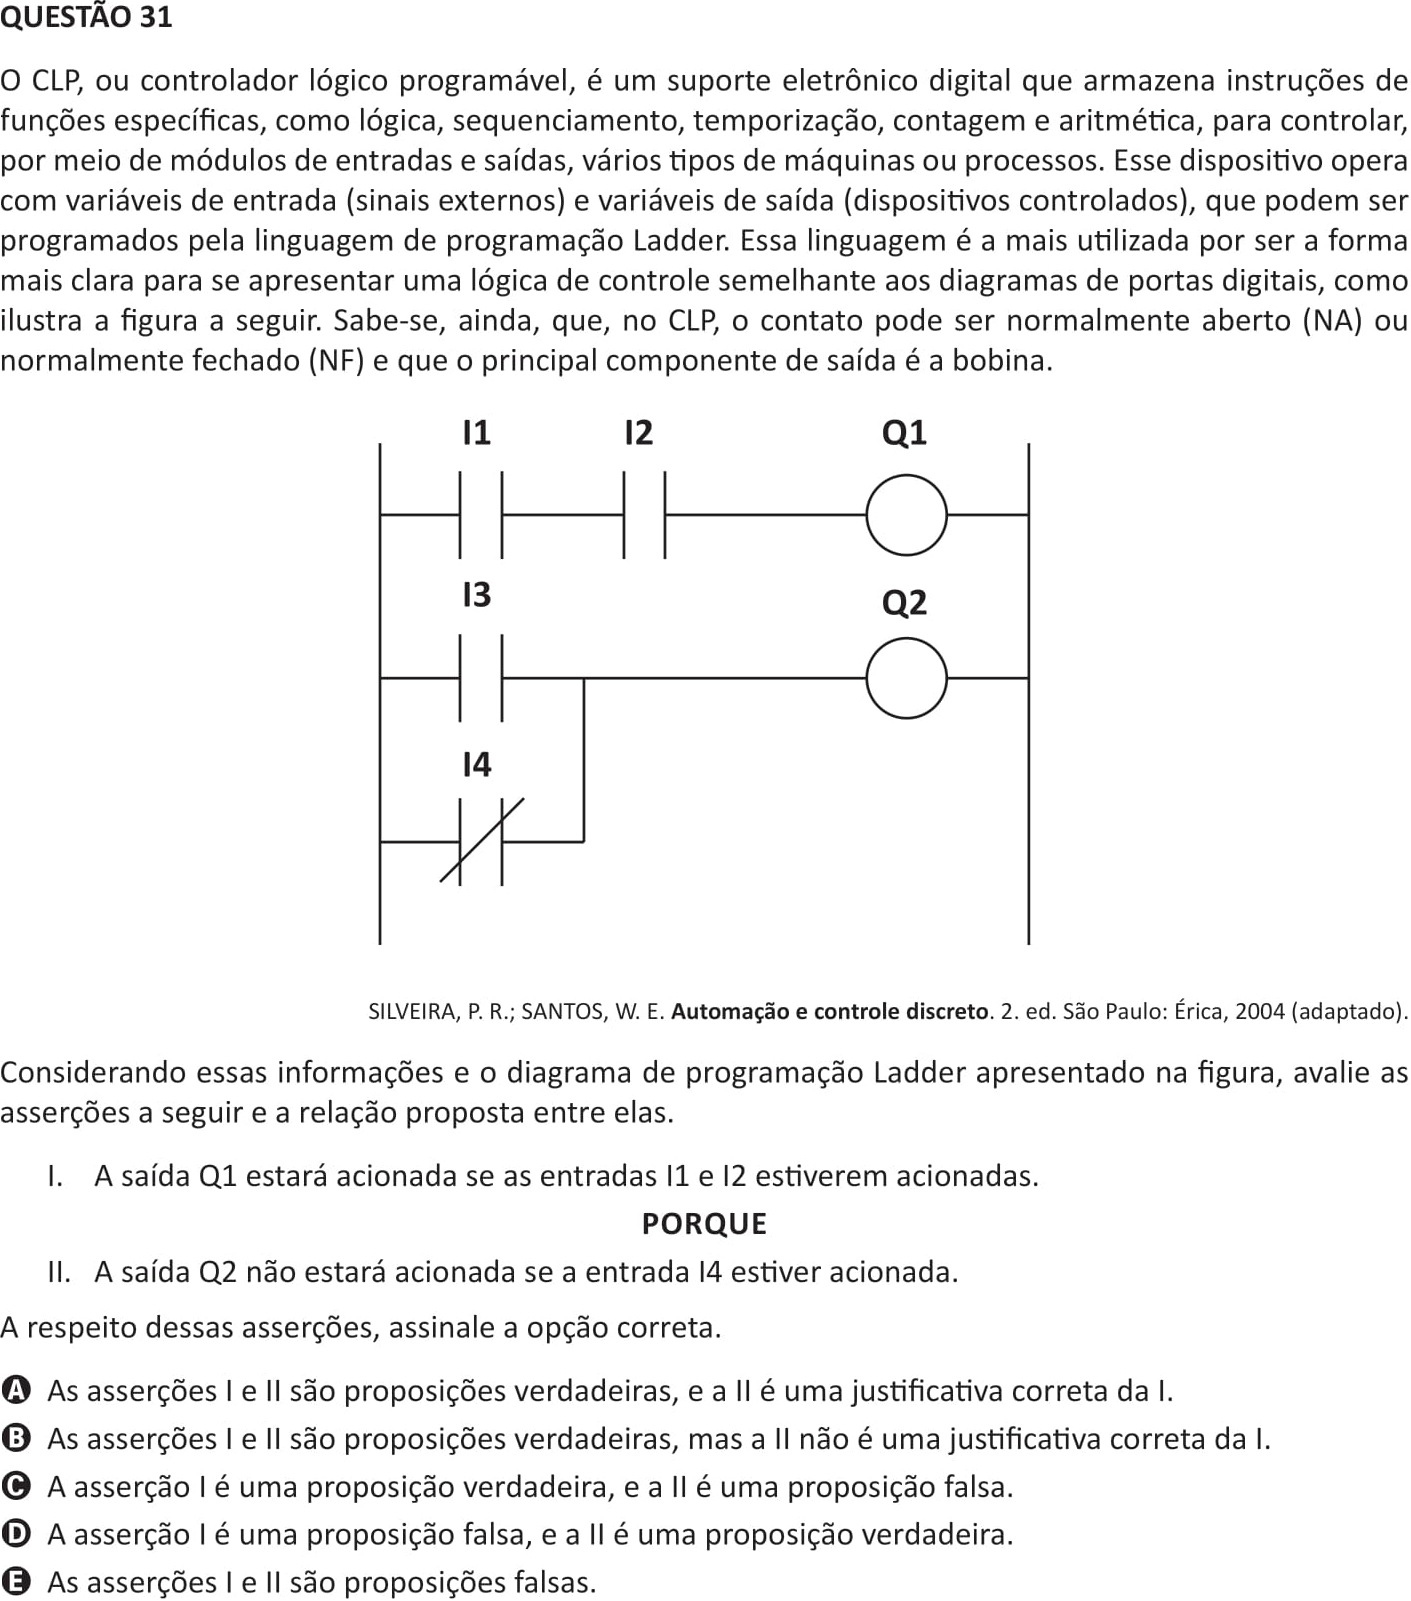 QUESTÃO 31
O CLP, ou controlador lógico programável, é um suporte eletrônico digital que armazena instruções de
funções específicas, como lógica, sequenciamento, temporização, contagem e aritmética, para controlar,
por meio de módulos de entradas e saídas, vários tipos de máquinas ou processos. Esse dispositivo opera
com variáveis de entrada (sinais externos) e variáveis de saída (dispositivos controlados), que podem ser
programados pela linguagem de programação Ladder. Essa linguagem é a mais utilizada por ser a forma
mais clara para se apresentar uma lógica de controle semelhante aos diagramas de portas digitais, como
ilustra a figura a seguir. Sabe-se, ainda, que, no CLP, o contato pode ser normalmente aberto (NA) ou
normalmente fechado (NF) e que o principal componente de saída é a bobina.
I1 I2 Q1
I3 Q2
I4
SILVEIRA, P. R.; SANTOS, W. E. Automação e controle discreto. 2. ed. São Paulo: Érica, 2004 (adaptado).
Considerando essas informações e o diagrama de programação Ladder apresentado na figura, avalie as
asserções a seguir e a relação proposta entre elas.
I. A saída Q1 estará acionada se as entradas I1 e I2 estiverem acionadas.
PORQUE
II. A saída Q2 não estará acionada se a entrada I4 estiver acionada.
A respeito dessas asserções, assinale a opção correta.
A As asserções I e II são proposições verdadeiras, e a II é uma justificativa correta da I.
B As asserções I e II são proposições verdadeiras, mas a II não é uma justificativa correta da I.
C A asserção I é uma proposição verdadeira, e a II é uma proposição falsa.
D A asserção I é uma proposição falsa, e a II é uma proposição verdadeira.
E As asserções I e II são proposições falsas.